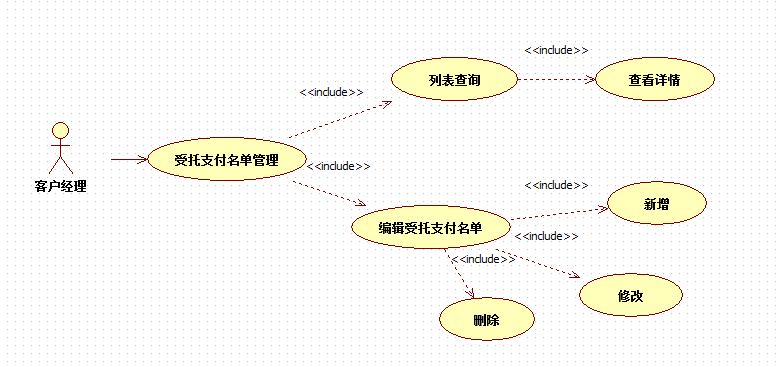 <<include>>
列表查询
查看详情
<<include>>
客户经理
受托支付名单管理
<<include>>
<<include>>
新增
编辑受托支付名单
<<include>>
<<include>>
修改
删除